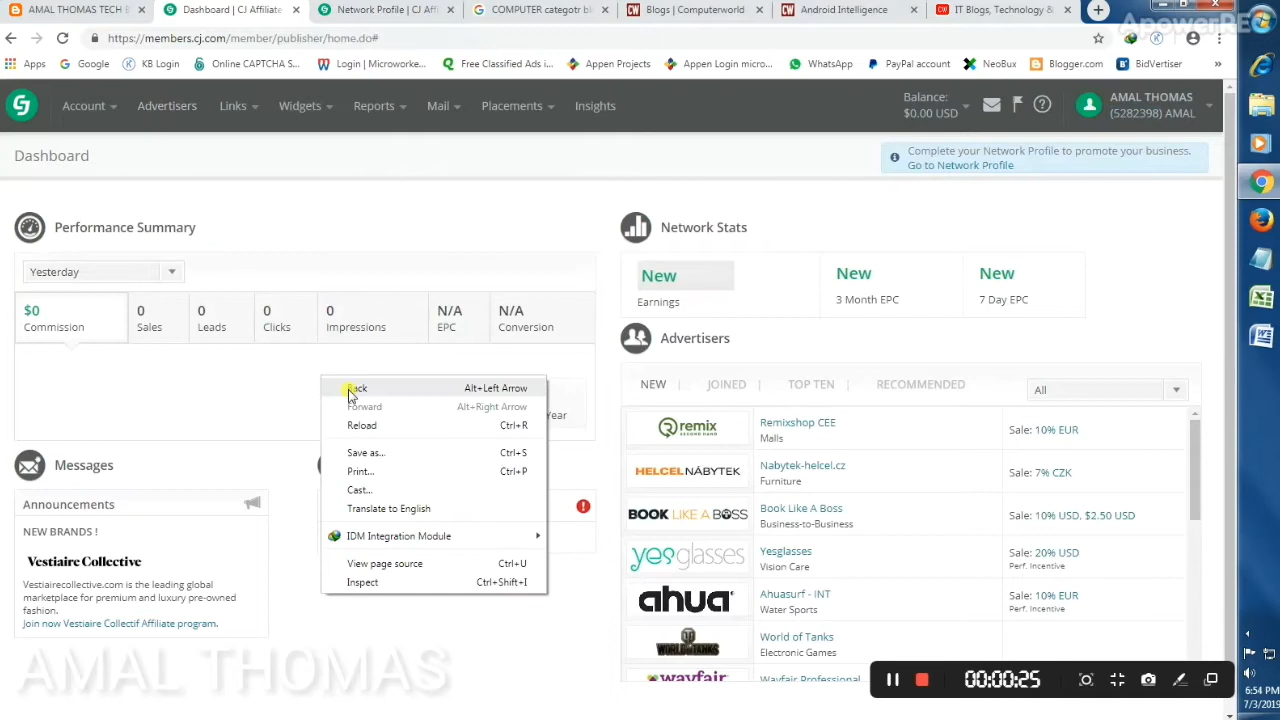 AMAL THOMAS TECH B
Dashboard | CJ Affiliate
Network Profile | CJ A
COMPUTER categotr bl
Blogs | Computerworld
Android Intelligence
IT Blogs, Technology &
ApowerREC
https://members.cj.com/member/publisher/home.do#
Apps
Google
KB Login
Online CAPTCHA S...
Login | Microworke...
Free Classified Ads...
Appen Projects
Appen Login micro...
WhatsApp
PayPal account
NeoBux
Blogger.com
BidVertiser
»
Account
Advertisers
Links
Widgets
Reports
Mail
Placements
Insights
Balance:
$0.00 USD
AMAL THOMAS
(5282398) AMAL
Dashboard
Complete your Network Profile to promote your business.
Go to Network Profile
Performance Summary
Yesterday
$0
Commission
0
Sales
0
Leads
0
Clicks
0
Impressions
N/A
EPC
N/A
Conversion
Year
Back Alt+Left Arrow
Forward Alt+Right Arrow
Reload Ctrl+R
Save as... Ctrl+S
Print... Ctrl+P
Cast...
Translate to English
IDM Integration Module
View page source Ctrl+U
Inspect Ctrl+Shift+I
Messages
Announcements
NEW BRANDS !
Vestiaire Collective
Vestiairecollective.com is the leading global
marketplace for premium and luxury pre-owned
fashion.
Join now Vestiaire Collectif Affiliate program.
AMAL THOMAS
Network Stats
New
Earnings
New
3 Month EPC
New
7 Day EPC
Advertisers
NEW | JOINED | TOP TEN | RECOMMENDED
All
remix
SECOND HAND
Remixshop CEE
Malls
Sale: 10% EUR
HELCEL NÁBYTEK
Nabytek-helcel.cz
Furniture
Sale: 7% CZK
BOOK LIKE A BOSS
Book Like A Boss
Business-to-Business
Sale: 10% USD, $2.50 USD
yesglasses
Yesglasses
Vision Care
Sale: 20% USD
Perf. Incentive
ahua
Ahuasurf - INT
Water Sports
Sale: 10% EUR
Perf. Incentive
WORLD OF TANKS
World of Tanks
Electronic Games
wayfair
Wayfair Professional
00:00:25
6:54 PM
7/3/2019